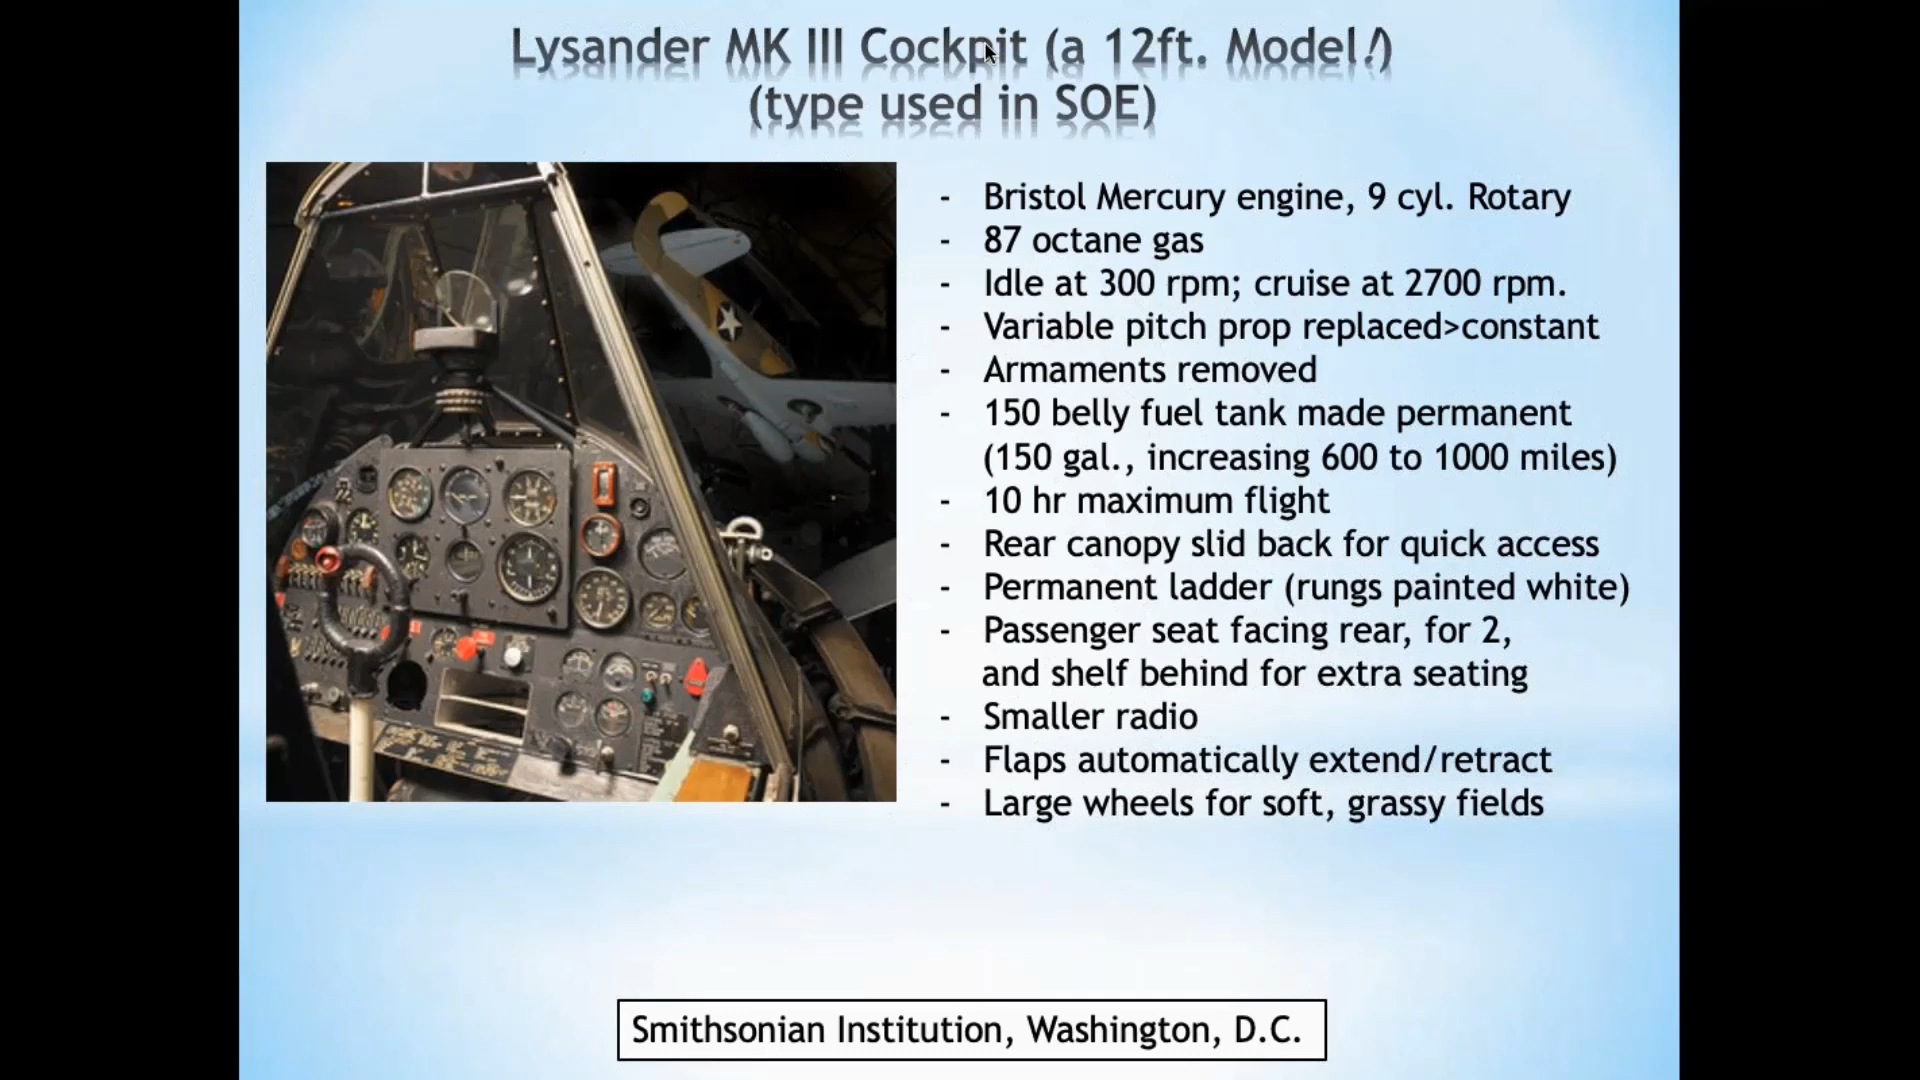 Lysander MK III Cockpit (a 12ft. Model!)
(type used in SOE)
- Bristol Mercury engine, 9 cyl. Rotary
- 87 octane gas
- Idle at 300 rpm; cruise at 2700 rpm.
- Variable pitch prop replaced>constant
- Armaments removed
- 150 belly fuel tank made permanent
(150 gal., increasing 600 to 1000 miles)
- 10 hr maximum flight
- Rear canopy slid back for quick access
- Permanent ladder (rungs painted white)
- Passenger seat facing rear, for 2,
and shelf behind for extra seating
- Smaller radio
- Flaps automatically extend/retract
- Large wheels for soft, grassy fields
Smithsonian Institution, Washington, D.C.